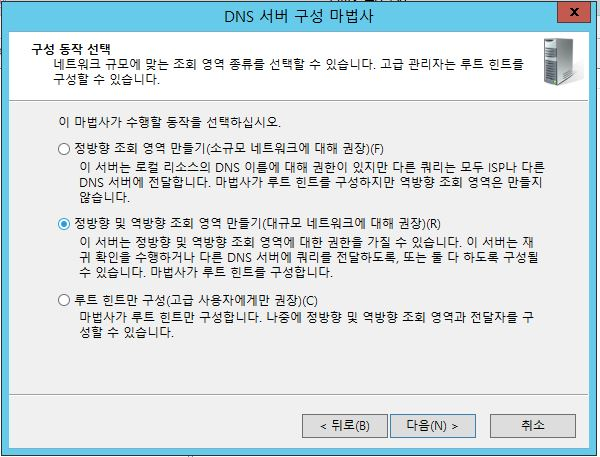 DNS 서버 구성 마법사
x
구성 동작 선택
네트워크 규모에 맞는 조회 영역 종류를 선택할 수 있습니다. 고급 관리자는 루트 힌트를
구성할 수 있습니다.
이 마법사가 수행할 동작을 선택하십시오.
정방향 조회 영역 만들기(소규모 네트워크에 대해 권장)(F)
이 서버는 로컬 리소스의 DNS 이름에 대해 권한이 있지만 다른 쿼리는 모두 ISP나 다른
DNS 서버에 전달합니다. 마법사가 루트 힌트를 구성하지만 역방향 조회 영역은 만들지
않습니다.
정방향 및 역방향 조회 영역 만들기(대규모 네트워크에 대해 권장)(R)
이 서버는 정방향 및 역방향 조회 영역에 대한 권한을 가질 수 있습니다. 이 서버는 재
귀 확인을 수행하거나 다른 DNS 서버에 쿼리를 전달하도록, 또는 둘 다 하도록 구성될
수 있습니다. 마법사가 루트 힌트를 구성합니다.
루트 힌트만 구성(고급 사용자에게만 권장)(C)
마법사가 루트 힌트만 구성합니다. 나중에 정방향 및 역방향 조회 영역과 전달자를 구
성할 수 있습니다.
< 뒤로(B) 다음(N) > 취소